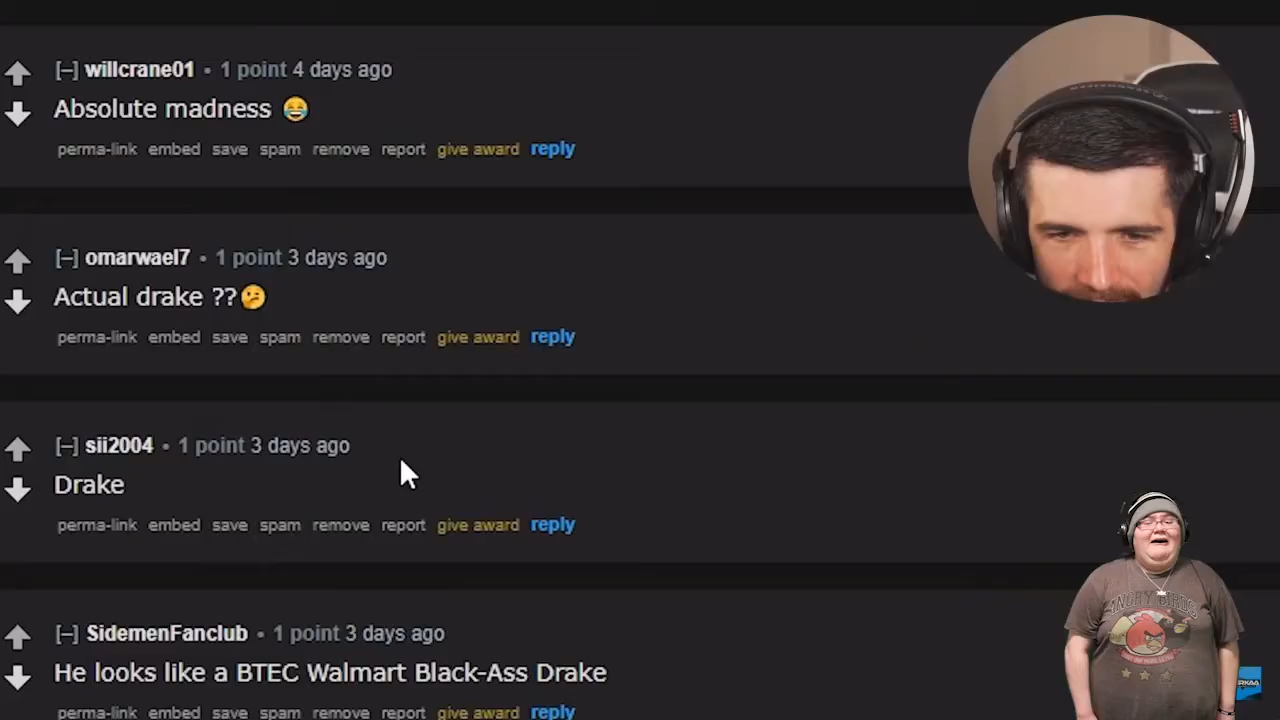 [–] willcrane01 • 1 point 4 days ago
Absolute madness 😂
perma-link embed save spam remove report give award reply
[–] omarwael7 • 1 point 3 days ago
Actual drake ??🤔
perma-link embed save spam remove report give award reply
[–] sii2004 • 1 point 3 days ago
Drake
perma-link embed save spam remove report give award reply
[–] SidemenFanclub • 1 point 3 days ago
He looks like a BTEC Walmart Black-Ass Drake
perma-link embed save spam remove report give award reply
ANGRY BIRDS